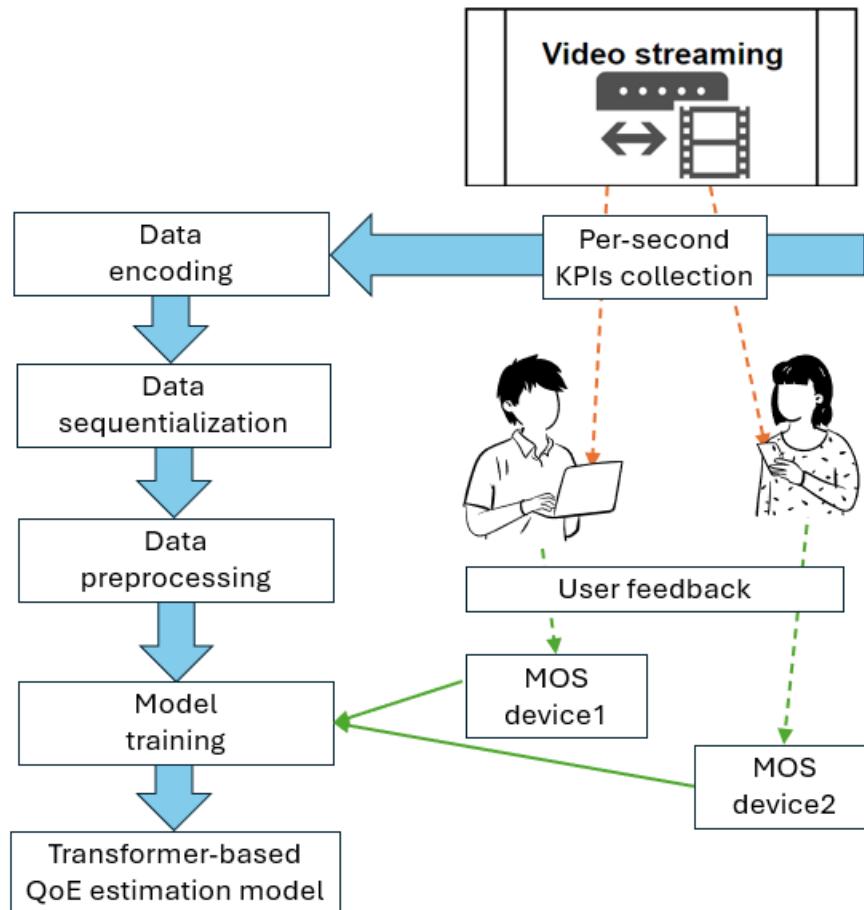 Video streaming
Per-second
KPIs collection
Data
encoding
Data
sequentialization
Data
preprocessing
User feedback
MOS
device1
Model
training
MOS
device2
Transformer-based
QoE estimation model